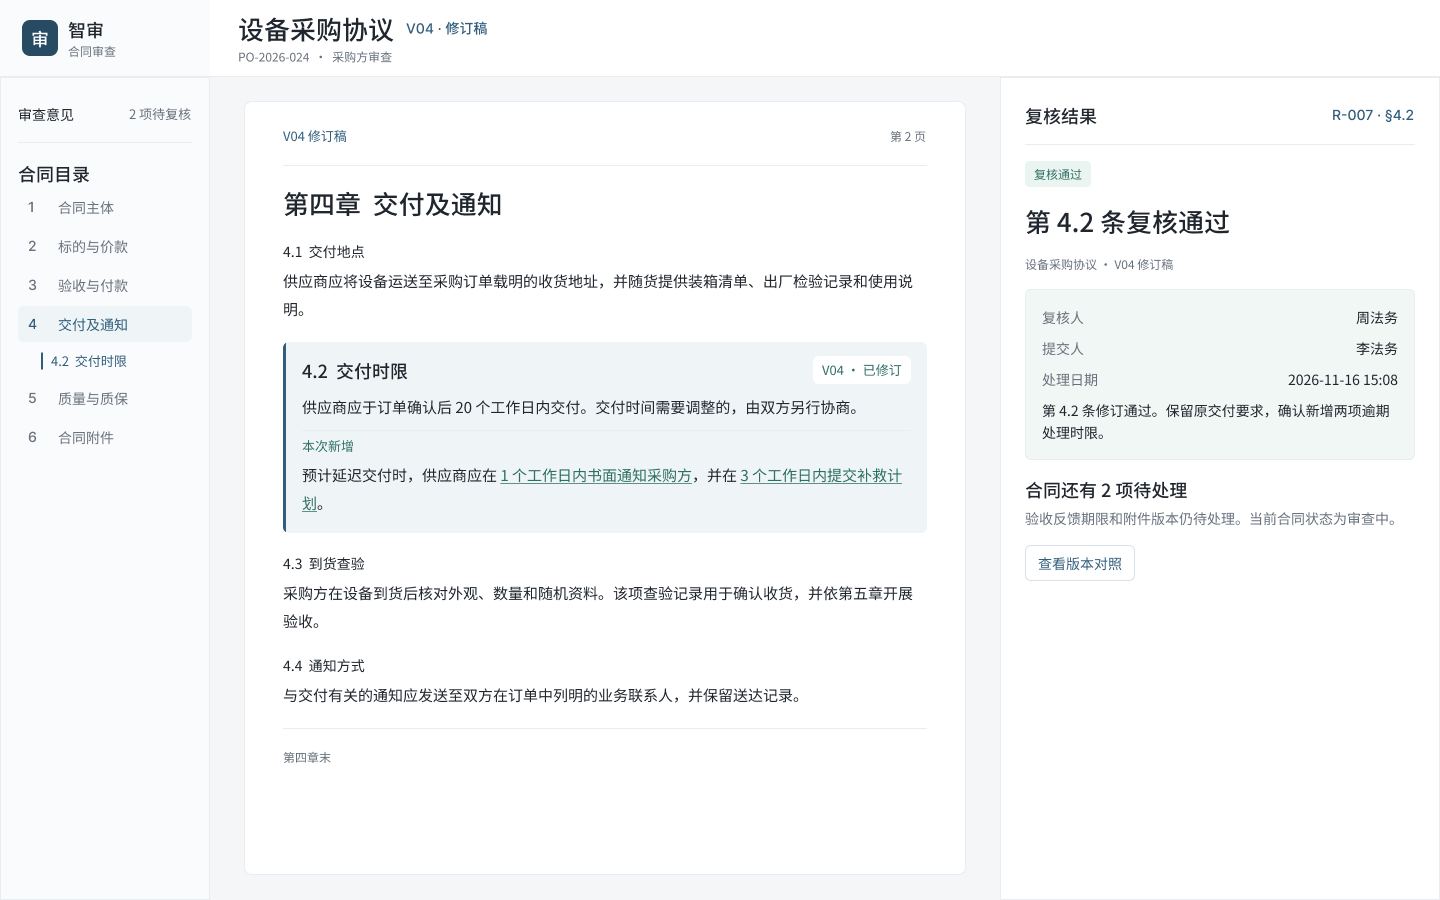 审
智审
合同审查
设备采购协议 V04 · 修订稿
PO-2026-024 • 采购方审查
审查意见 2 项待复核
合同目录
1 合同主体
2 标的与价款
3 验收与付款
4 交付及通知
4.2 交付时限
5 质量与质保
6 合同附件
V04 修订稿 第 2 页
第四章 交付及通知
4.1 交付地点
供应商应将设备运送至采购订单载明的收货地址，并随货提供装箱清单、出厂检验记录和使用说
明。
4.2 交付时限 V04 • 已修订
供应商应于订单确认后 20 个工作日内交付。交付时间需要调整的，由双方另行协商。
本次新增
预计延迟交付时，供应商应在 1 个工作日内书面通知采购方，并在 3 个工作日内提交补救计
划。
4.3 到货查验
采购方在设备到货后核对外观、数量和随机资料。该项查验记录用于确认收货，并依第五章开展
验收。
4.4 通知方式
与交付有关的通知应发送至双方在订单中列明的业务联系人，并保留送达记录。
第四章末
复核结果 R-007 · §4.2
复核通过
第 4.2 条复核通过
设备采购协议 • V04 修订稿
复核人 周法务
提交人 李法务
处理日期 2026-11-16 15:08
第 4.2 条修订通过。保留原交付要求，确认新增两项逾期
处理时限。
合同还有 2 项待处理
验收反馈期限和附件版本仍待处理。当前合同状态为审查中。
查看版本对照